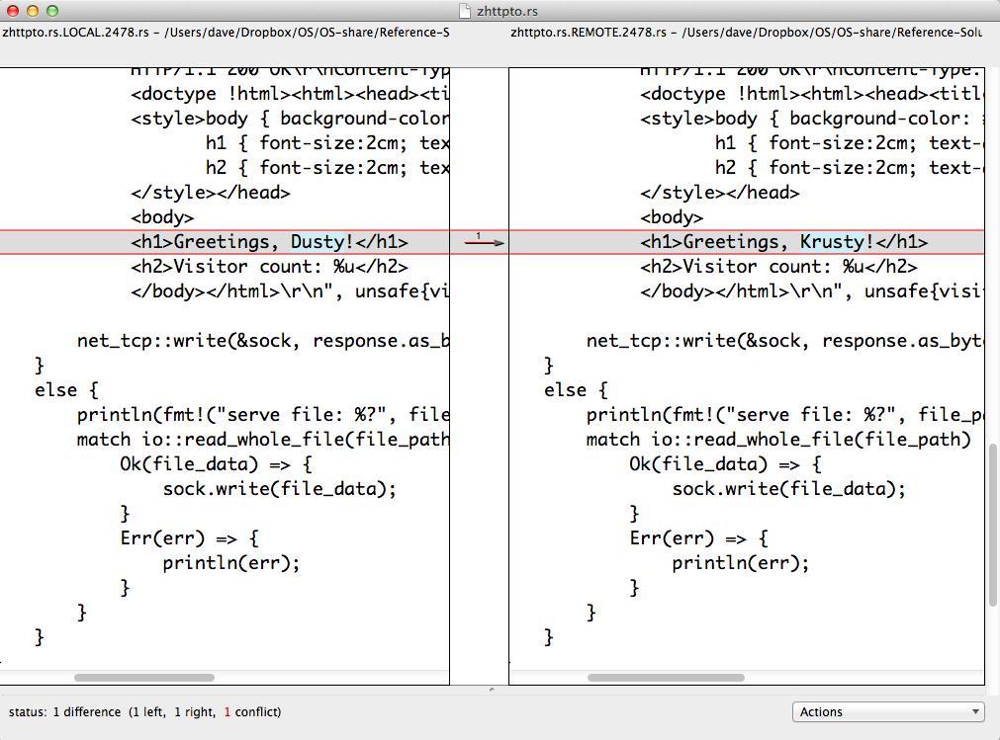 zhttpto.rs
zhttpto.rs.LOCAL.2478.rs – /Users/dave/Dropbox/OS/OS-share/Reference-S
HTTP/1.1 200 OK\r\nContent-Typ
<doctype !html><html><head><ti
<style>body { background-color
h1 { font-size:2cm; tex
h2 { font-size:2cm; tex
</style></head>
<body>
<h1>Greetings, Dusty!</h1>
<h2>Visitor count: %u</h2>
</body></html>\r\n", unsafe{vi
net_tcp::write(&sock, response.as_b
}
else {
println(fmt!("serve file: %?", file
match io::read_whole_file(file_path
Ok(file_data) => {
sock.write(file_data);
}
Err(err) => {
println(err);
}
}
}
1
zhttpto.rs.REMOTE.2478.rs – /Users/dave/Dropbox/OS/OS-share/Reference-Solu
HTTP/1.1 200 OK\r\nContent-Type:
<doctype !html><html><head><title
<style>body { background-color: #
h1 { font-size:2cm; text-
h2 { font-size:2cm; text-
</style></head>
<body>
<h1>Greetings, Krusty!</h1>
<h2>Visitor count: %u</h2>
</body></html>\r\n", unsafe{visi
net_tcp::write(&sock, response.as_byte
}
else {
println(fmt!("serve file: %?", file_p
match io::read_whole_file(file_path)
Ok(file_data) => {
sock.write(file_data);
}
Err(err) => {
println(err);
}
}
}
status: 1 difference (1 left, 1 right, 1 conflict)
Actions